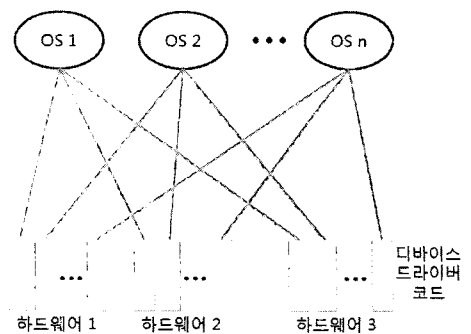 OS 1
OS 2
•••
OS n
•••
•••
•••
디바이스
드라이버
코드
하드웨어 1
하드웨어 2
하드웨어 3